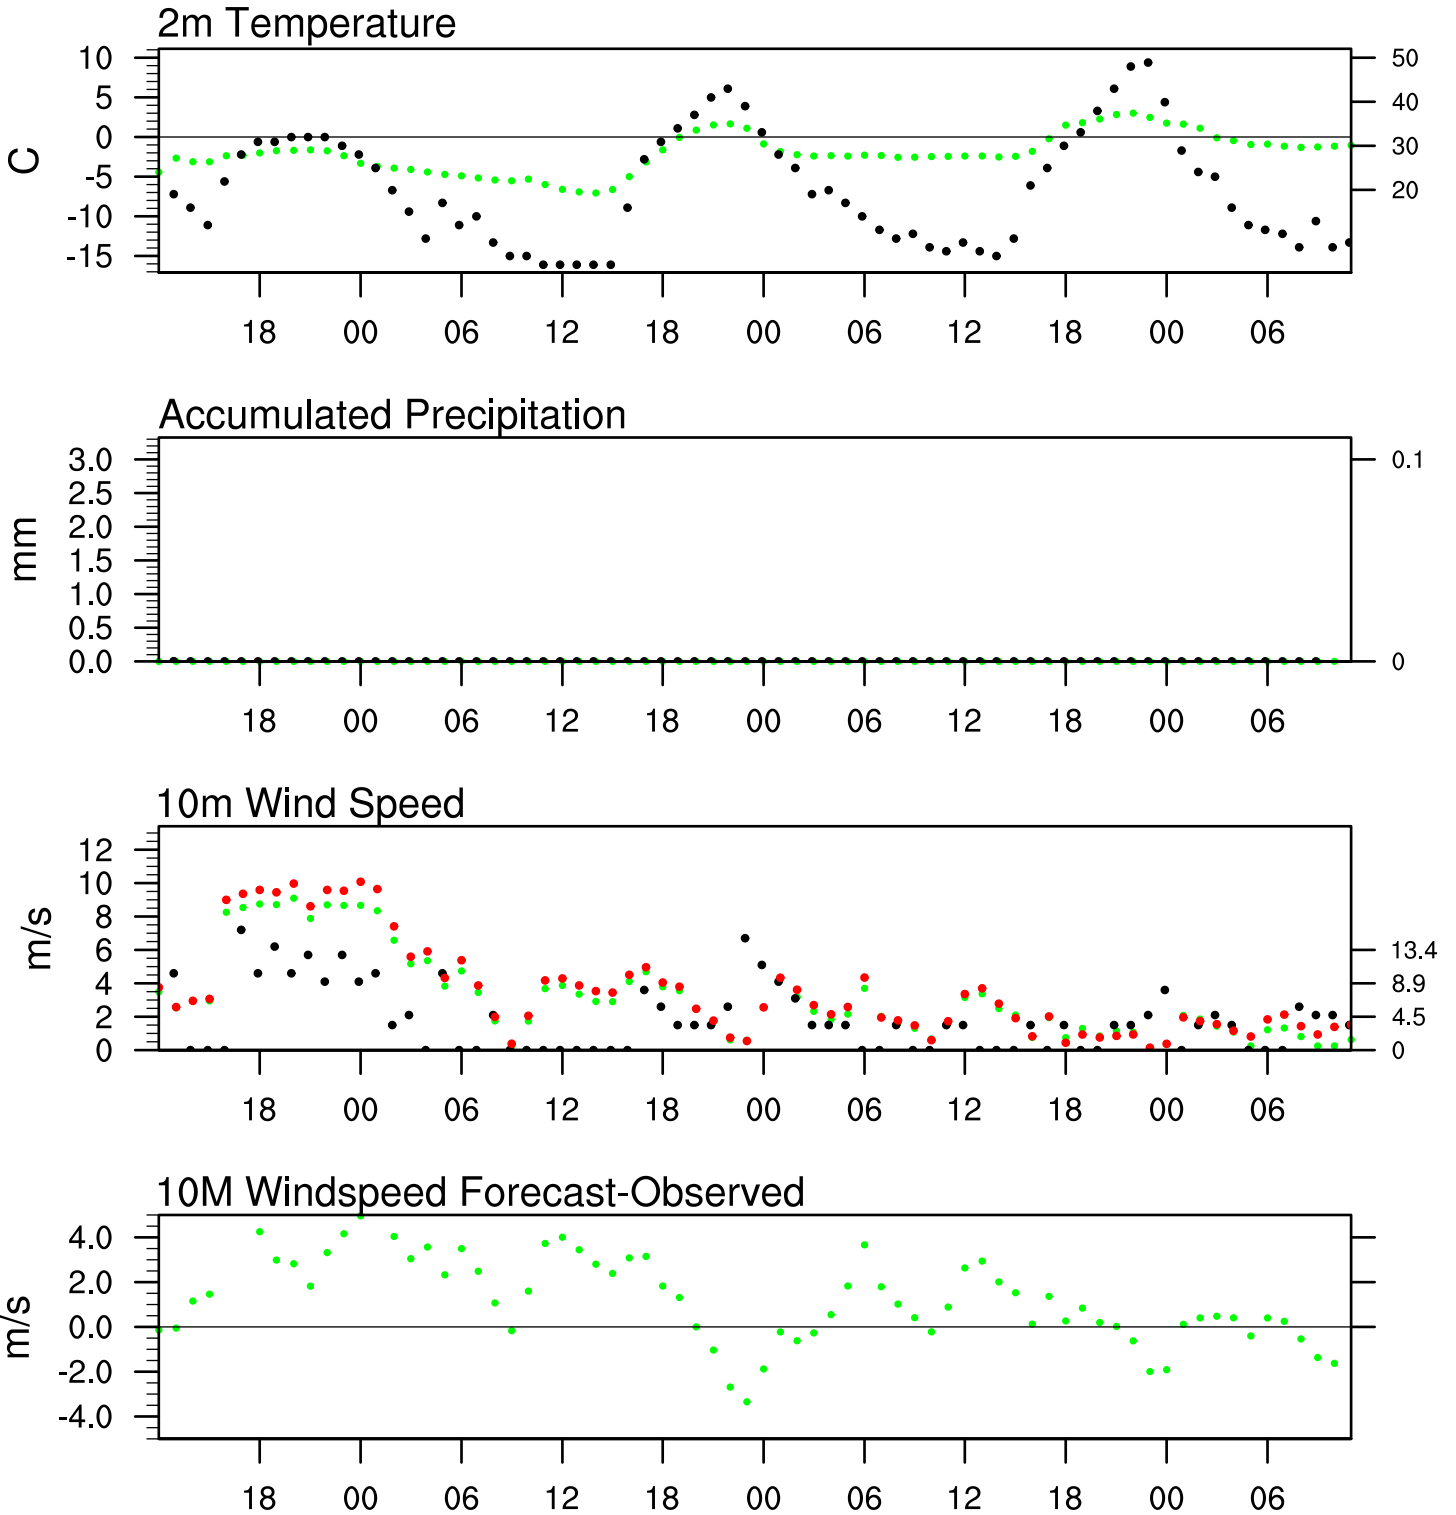 2m Temperature
10
5
0
-5
-10
-15
C
50
40
30
20
18 00 06 12 18 00 06 12 18 00 06
Accumulated Precipitation
3.0
2.5
2.0
1.5
1.0
0.5
0.0
mm
0.1
0
18 00 06 12 18 00 06 12 18 00 06
10m Wind Speed
12
10
8
6
4
2
0
m/s
13.4
8.9
4.5
0
18 00 06 12 18 00 06 12 18 00 06
10M Windspeed Forecast-Observed
4.0
2.0
0.0
-2.0
-4.0
m/s
18 00 06 12 18 00 06 12 18 00 06